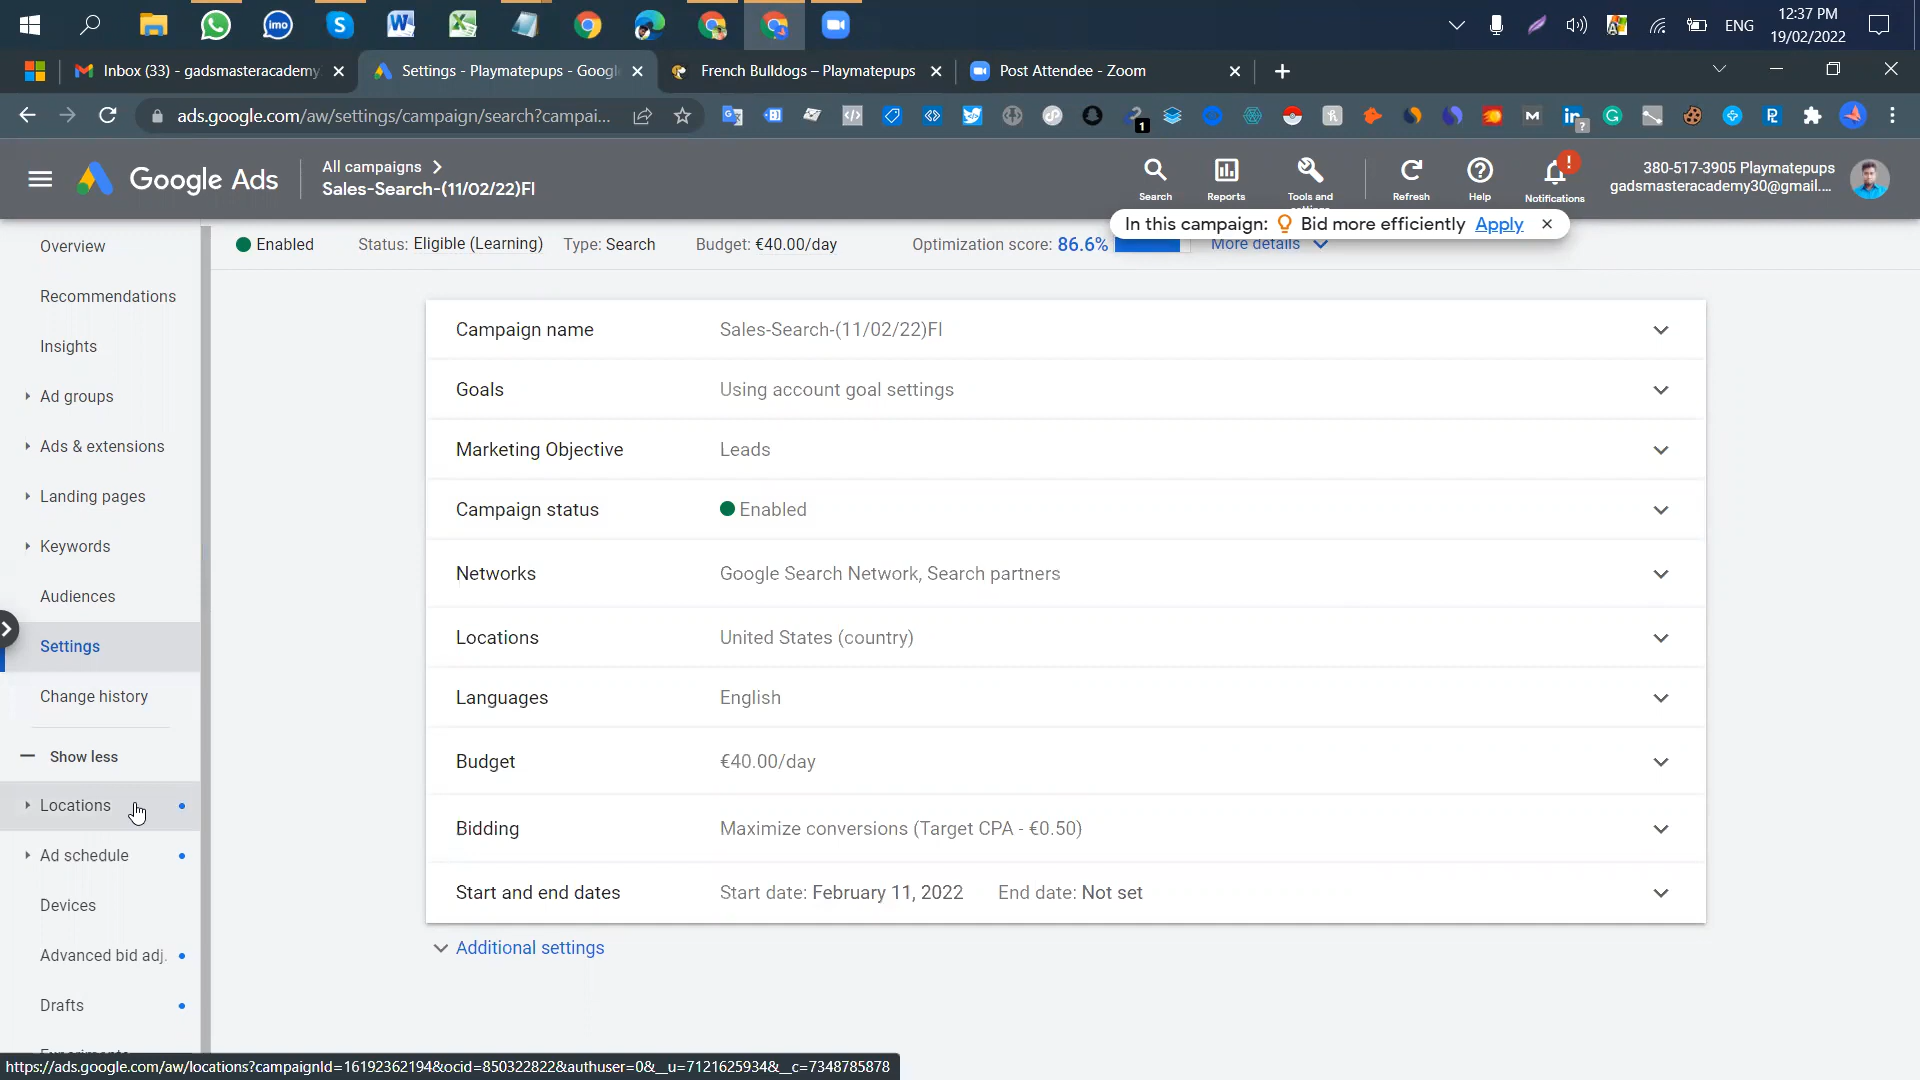 ENG
12:37 PM
19/02/2022
Inbox (33) - gadsmasteracademy
Settings - Playmatepups - Googl
French Bulldogs – Playmatepups
Post Attendee - Zoom
ads.google.com/aw/settings/campaign/search?campai...
1
Google Ads
All campaigns
Sales-Search-(11/02/22)FI
Search
Reports
Tools and
Refresh
Help
Notifications
380-517-3905 Playmatepups
gadsmasteracademy30@gmail....
In this campaign: Bid more efficiently Apply
Enabled
Status: Eligible (Learning)
Type: Search
Budget: €40.00/day
Optimization score: 86.6%
More details
Overview
Recommendations
Insights
Ad groups
Ads & extensions
Landing pages
Keywords
Audiences
Settings
Change history
Show less
Locations
Ad schedule
Devices
Advanced bid adj.
Drafts
Campaign name Sales-Search-(11/02/22)FI
Goals Using account goal settings
Marketing Objective Leads
Campaign status Enabled
Networks Google Search Network, Search partners
Locations United States (country)
Languages English
Budget €40.00/day
Bidding Maximize conversions (Target CPA - €0.50)
Start and end dates Start date: February 11, 2022 End date: Not set
Additional settings
https://ads.google.com/aw/locations?campaignId=16192362194&ocid=850322822&authuser=0&__u=7121625934&__c=7348785878